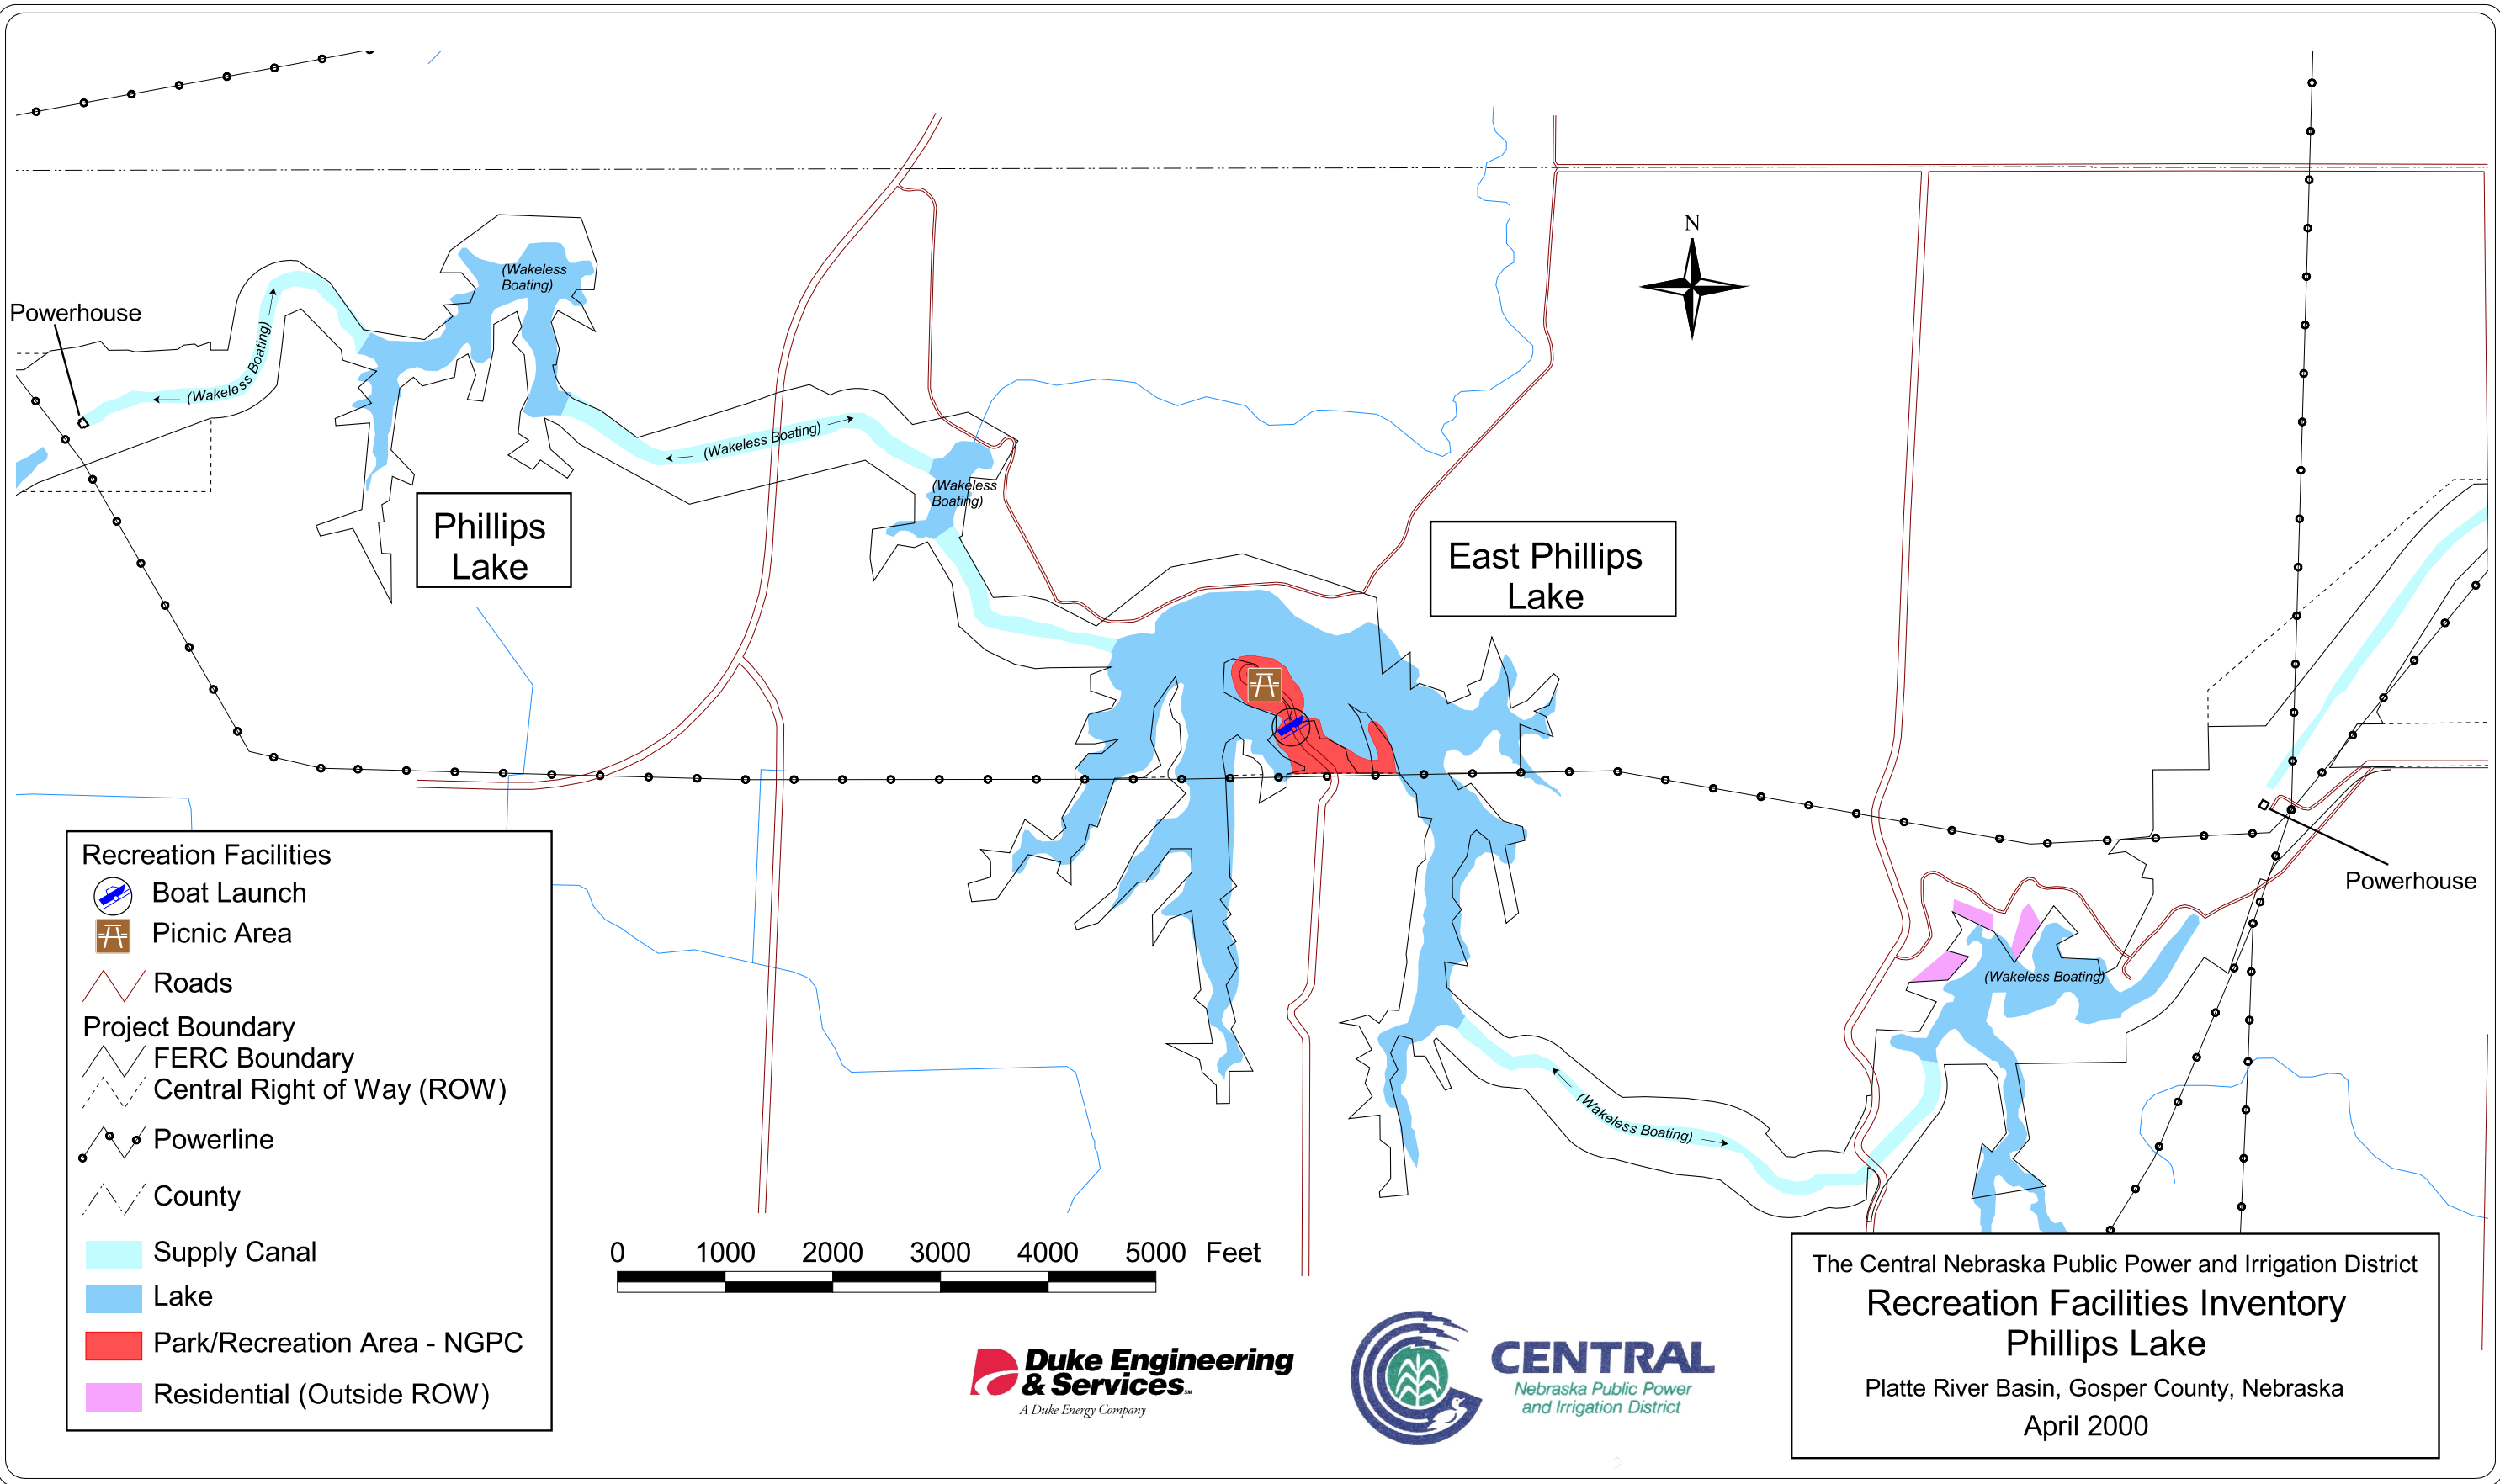 N
(Wakeless
Boating)
Powerhouse
(Wakeless Boating)
(Wakeless Boating)
(Wakeless Boating)
(Wakeless
Boating)
Phillips
Lake
East Phillips
Lake
Powerhouse
(Wakeless Boating)
(Wakeless Boating)
Recreation Facilities
Boat Launch
Picnic Area
Roads
Project Boundary
FERC Boundary
Central Right of Way (ROW)
Powerline
County
Supply Canal
Lake
Park/Recreation Area - NGPC
Residential (Outside ROW)
0 1000 2000 3000 4000 5000 Feet
Duke Engineering
& Services℠
A Duke Energy Company
CENTRAL
Nebraska Public Power
and Irrigation District
The Central Nebraska Public Power and Irrigation District
Recreation Facilities Inventory
Phillips Lake
Platte River Basin, Gosper County, Nebraska
April 2000